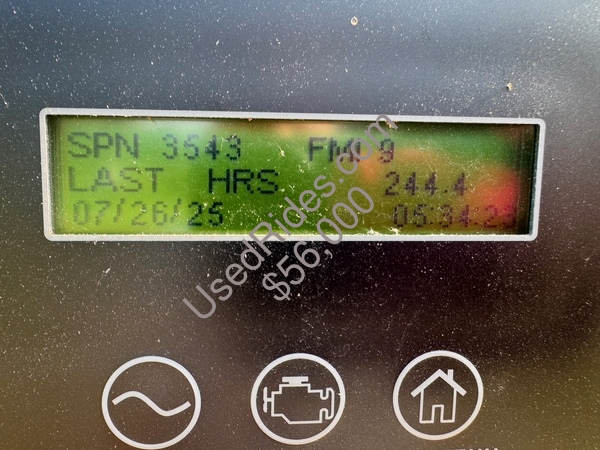 SPN 3543 FMI 9
LAST HRS 244.4
07/26/25 05:34:23
UsedRides.com
$56,000